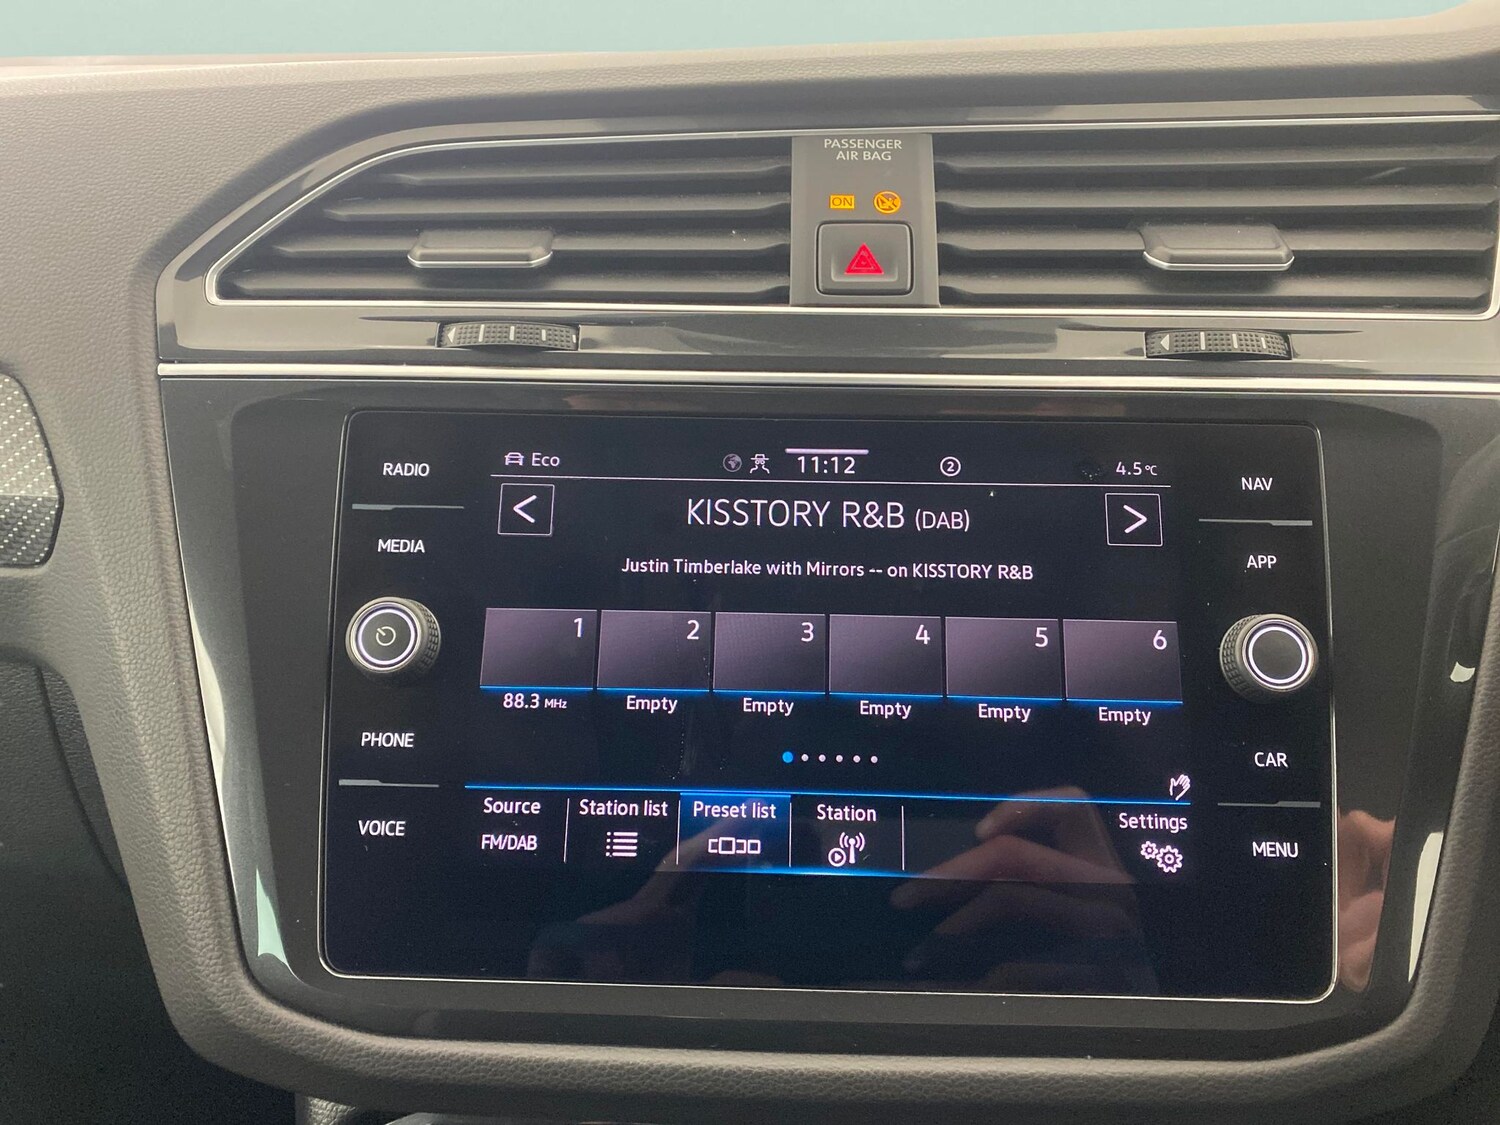 PASSENGER
AIR BAG
ON
RADIO
MEDIA
PHONE
VOICE
Eco
11:12
2
4.5°C
<
KISSTORY R&B (DAB)
>
Justin Timberlake with Mirrors -- on KISSTORY R&B
1 2 3 4 5 6
88.3 MHz Empty Empty Empty Empty Empty
Source Station list Preset list Station Settings
FM/DAB
NAV
APP
CAR
MENU